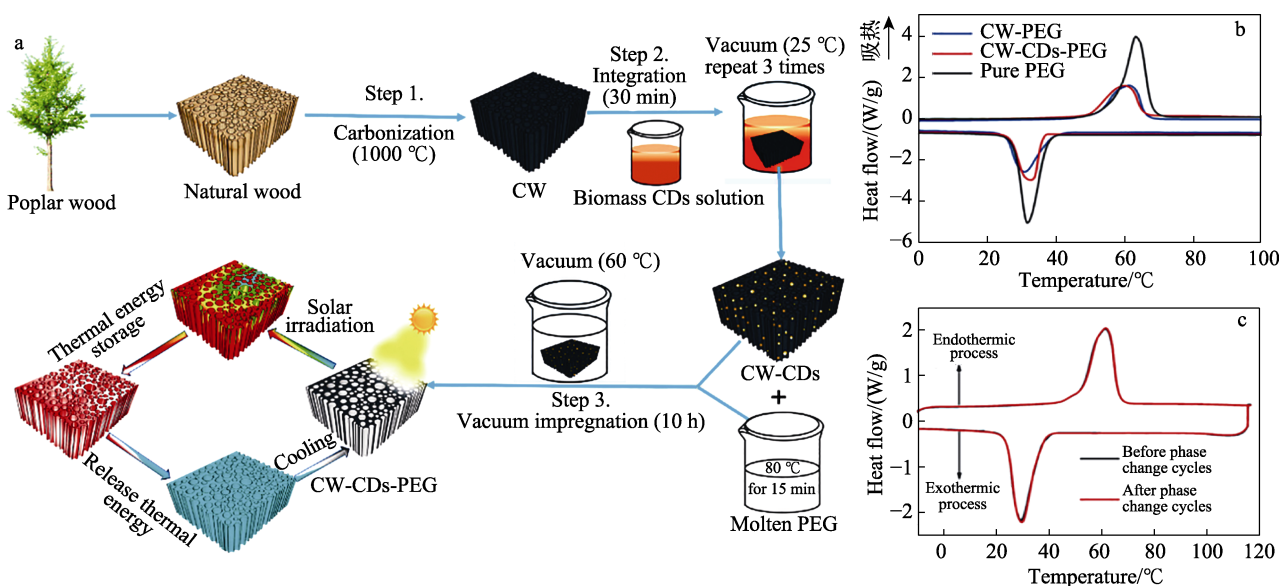 a
Poplar wood
Natural wood
Step 1.
Carbonization
(1000 ℃)
CW
Step 2.
Integration
(30 min)
Biomass CDs solution
Vacuum (25 ℃)
repeat 3 times
CW-CDs
+
80 ℃
for 15 min
Molten PEG
Vacuum (60 ℃)
Step 3.
Vacuum impregnation (10 h)
CW-CDs-PEG
Solar
irradiation
Thermal energy
storage
Release thermal
energy
Cooling
b
吸热
CW-PEG
CW-CDs-PEG
Pure PEG
Heat flow/(W/g)
4
2
0
−2
−4
−6
0 20 40 60 80 100
Temperature/℃
c
Endothermic
process
Exothermic
process
Before phase
change cycles
After phase
change cycles
Heat flow/(W/g)
2
1
0
−1
−2
0 20 40 60 80 100 120
Temperature/℃